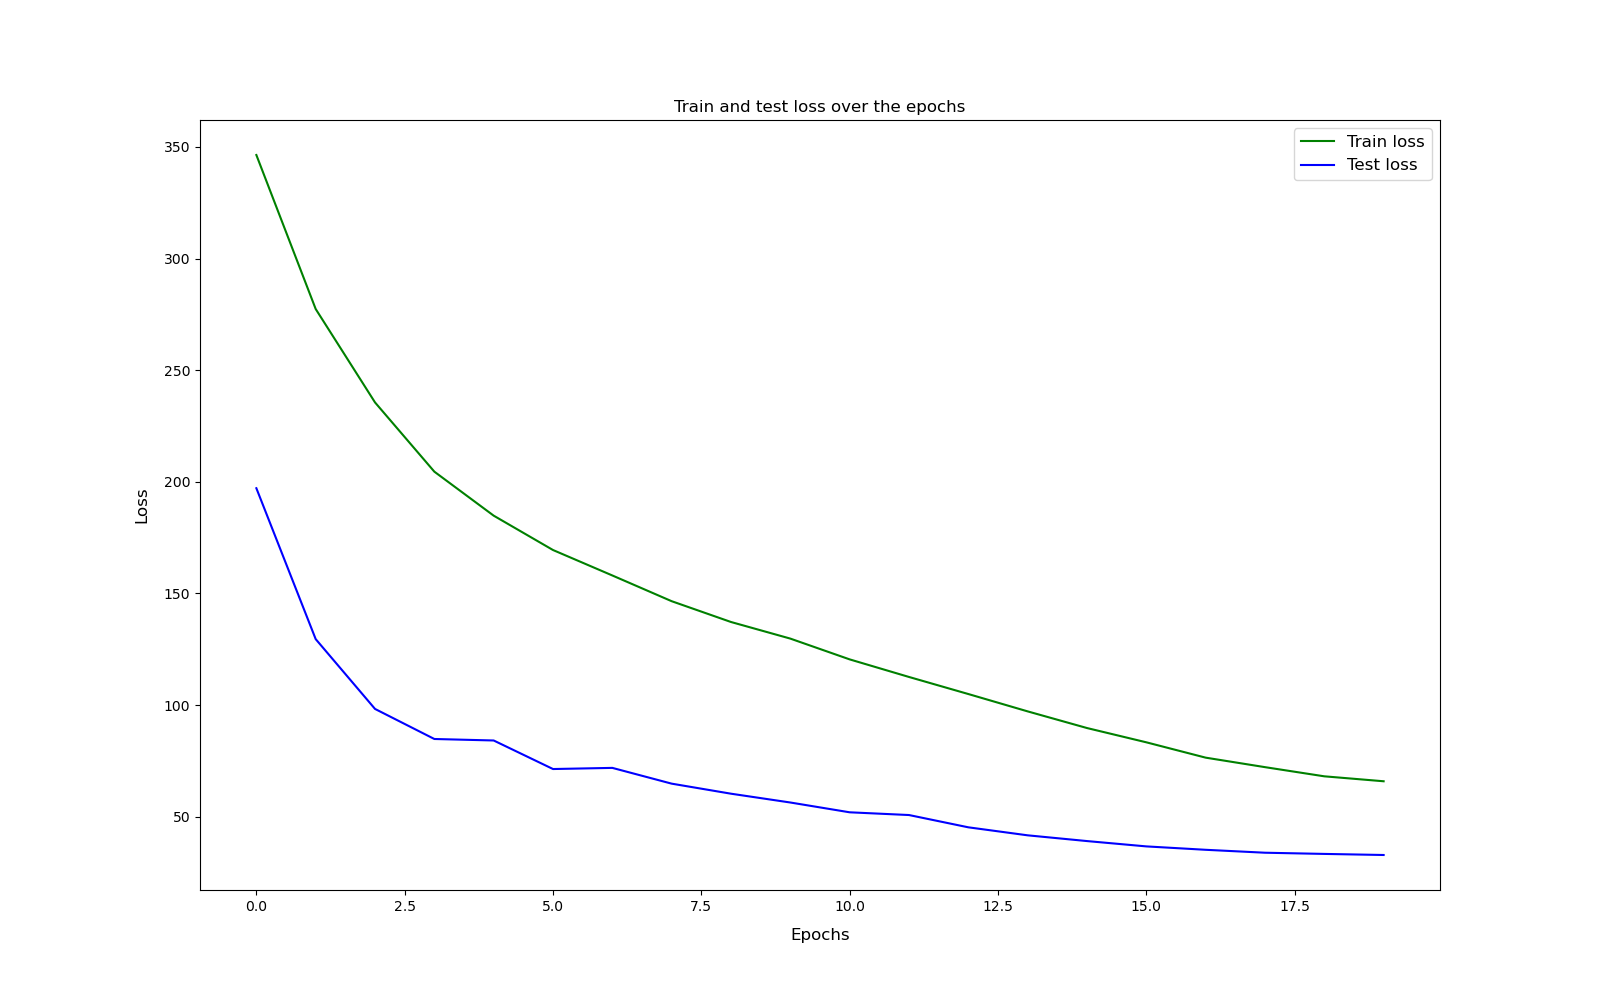 Train and test loss over the epochs
Train loss
Test loss
350
300
250
200
150
100
50
Loss
0.0 2.5 5.0 7.5 10.0 12.5 15.0 17.5
Epochs